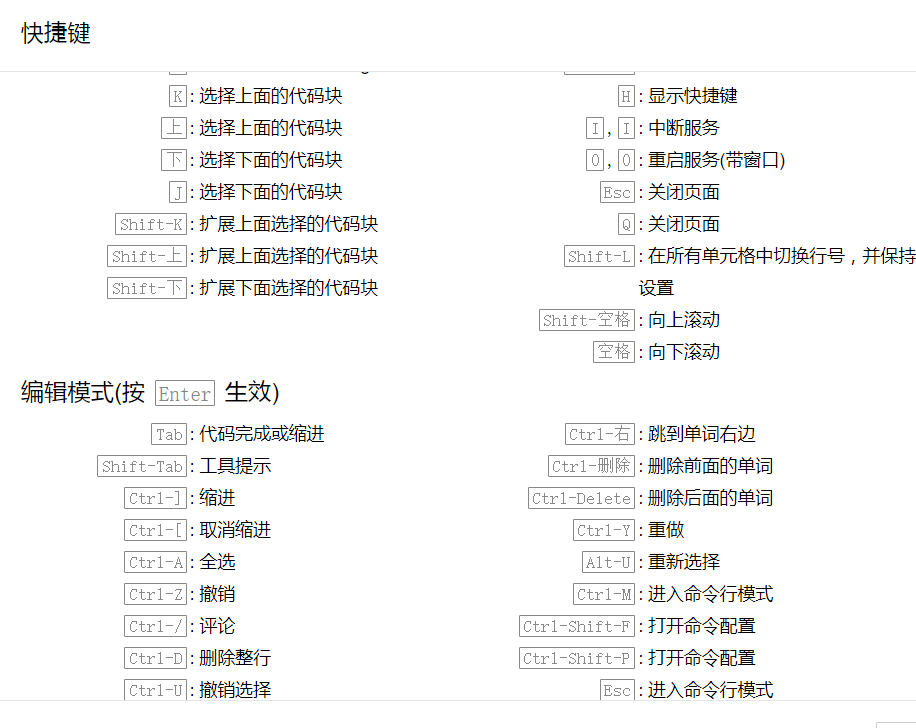 快捷键
K : 选择上面的代码块
上 : 选择上面的代码块
下 : 选择下面的代码块
J : 选择下面的代码块
Shift-K : 扩展上面选择的代码块
Shift-上 : 扩展上面选择的代码块
Shift-下 : 扩展下面选择的代码块
H : 显示快捷键
I , I : 中断服务
0 , 0 : 重启服务(带窗口)
Esc : 关闭页面
Q : 关闭页面
Shift-L : 在所有单元格中切换行号，并保持
设置
Shift-空格 : 向上滚动
空格 : 向下滚动
编辑模式(按 Enter 生效)
Tab : 代码完成或缩进
Shift-Tab : 工具提示
Ctrl-] : 缩进
Ctrl-[ : 取消缩进
Ctrl-A : 全选
Ctrl-Z : 撤销
Ctrl-/ : 评论
Ctrl-D : 删除整行
Ctrl-U : 撤销选择
Ctrl-右 : 跳到单词右边
Ctrl-删除 : 删除前面的单词
Ctrl-Delete : 删除后面的单词
Ctrl-Y : 重做
Alt-U : 重新选择
Ctrl-M : 进入命令行模式
Ctrl-Shift-F : 打开命令配置
Ctrl-Shift-P : 打开命令配置
Esc : 进入命令行模式